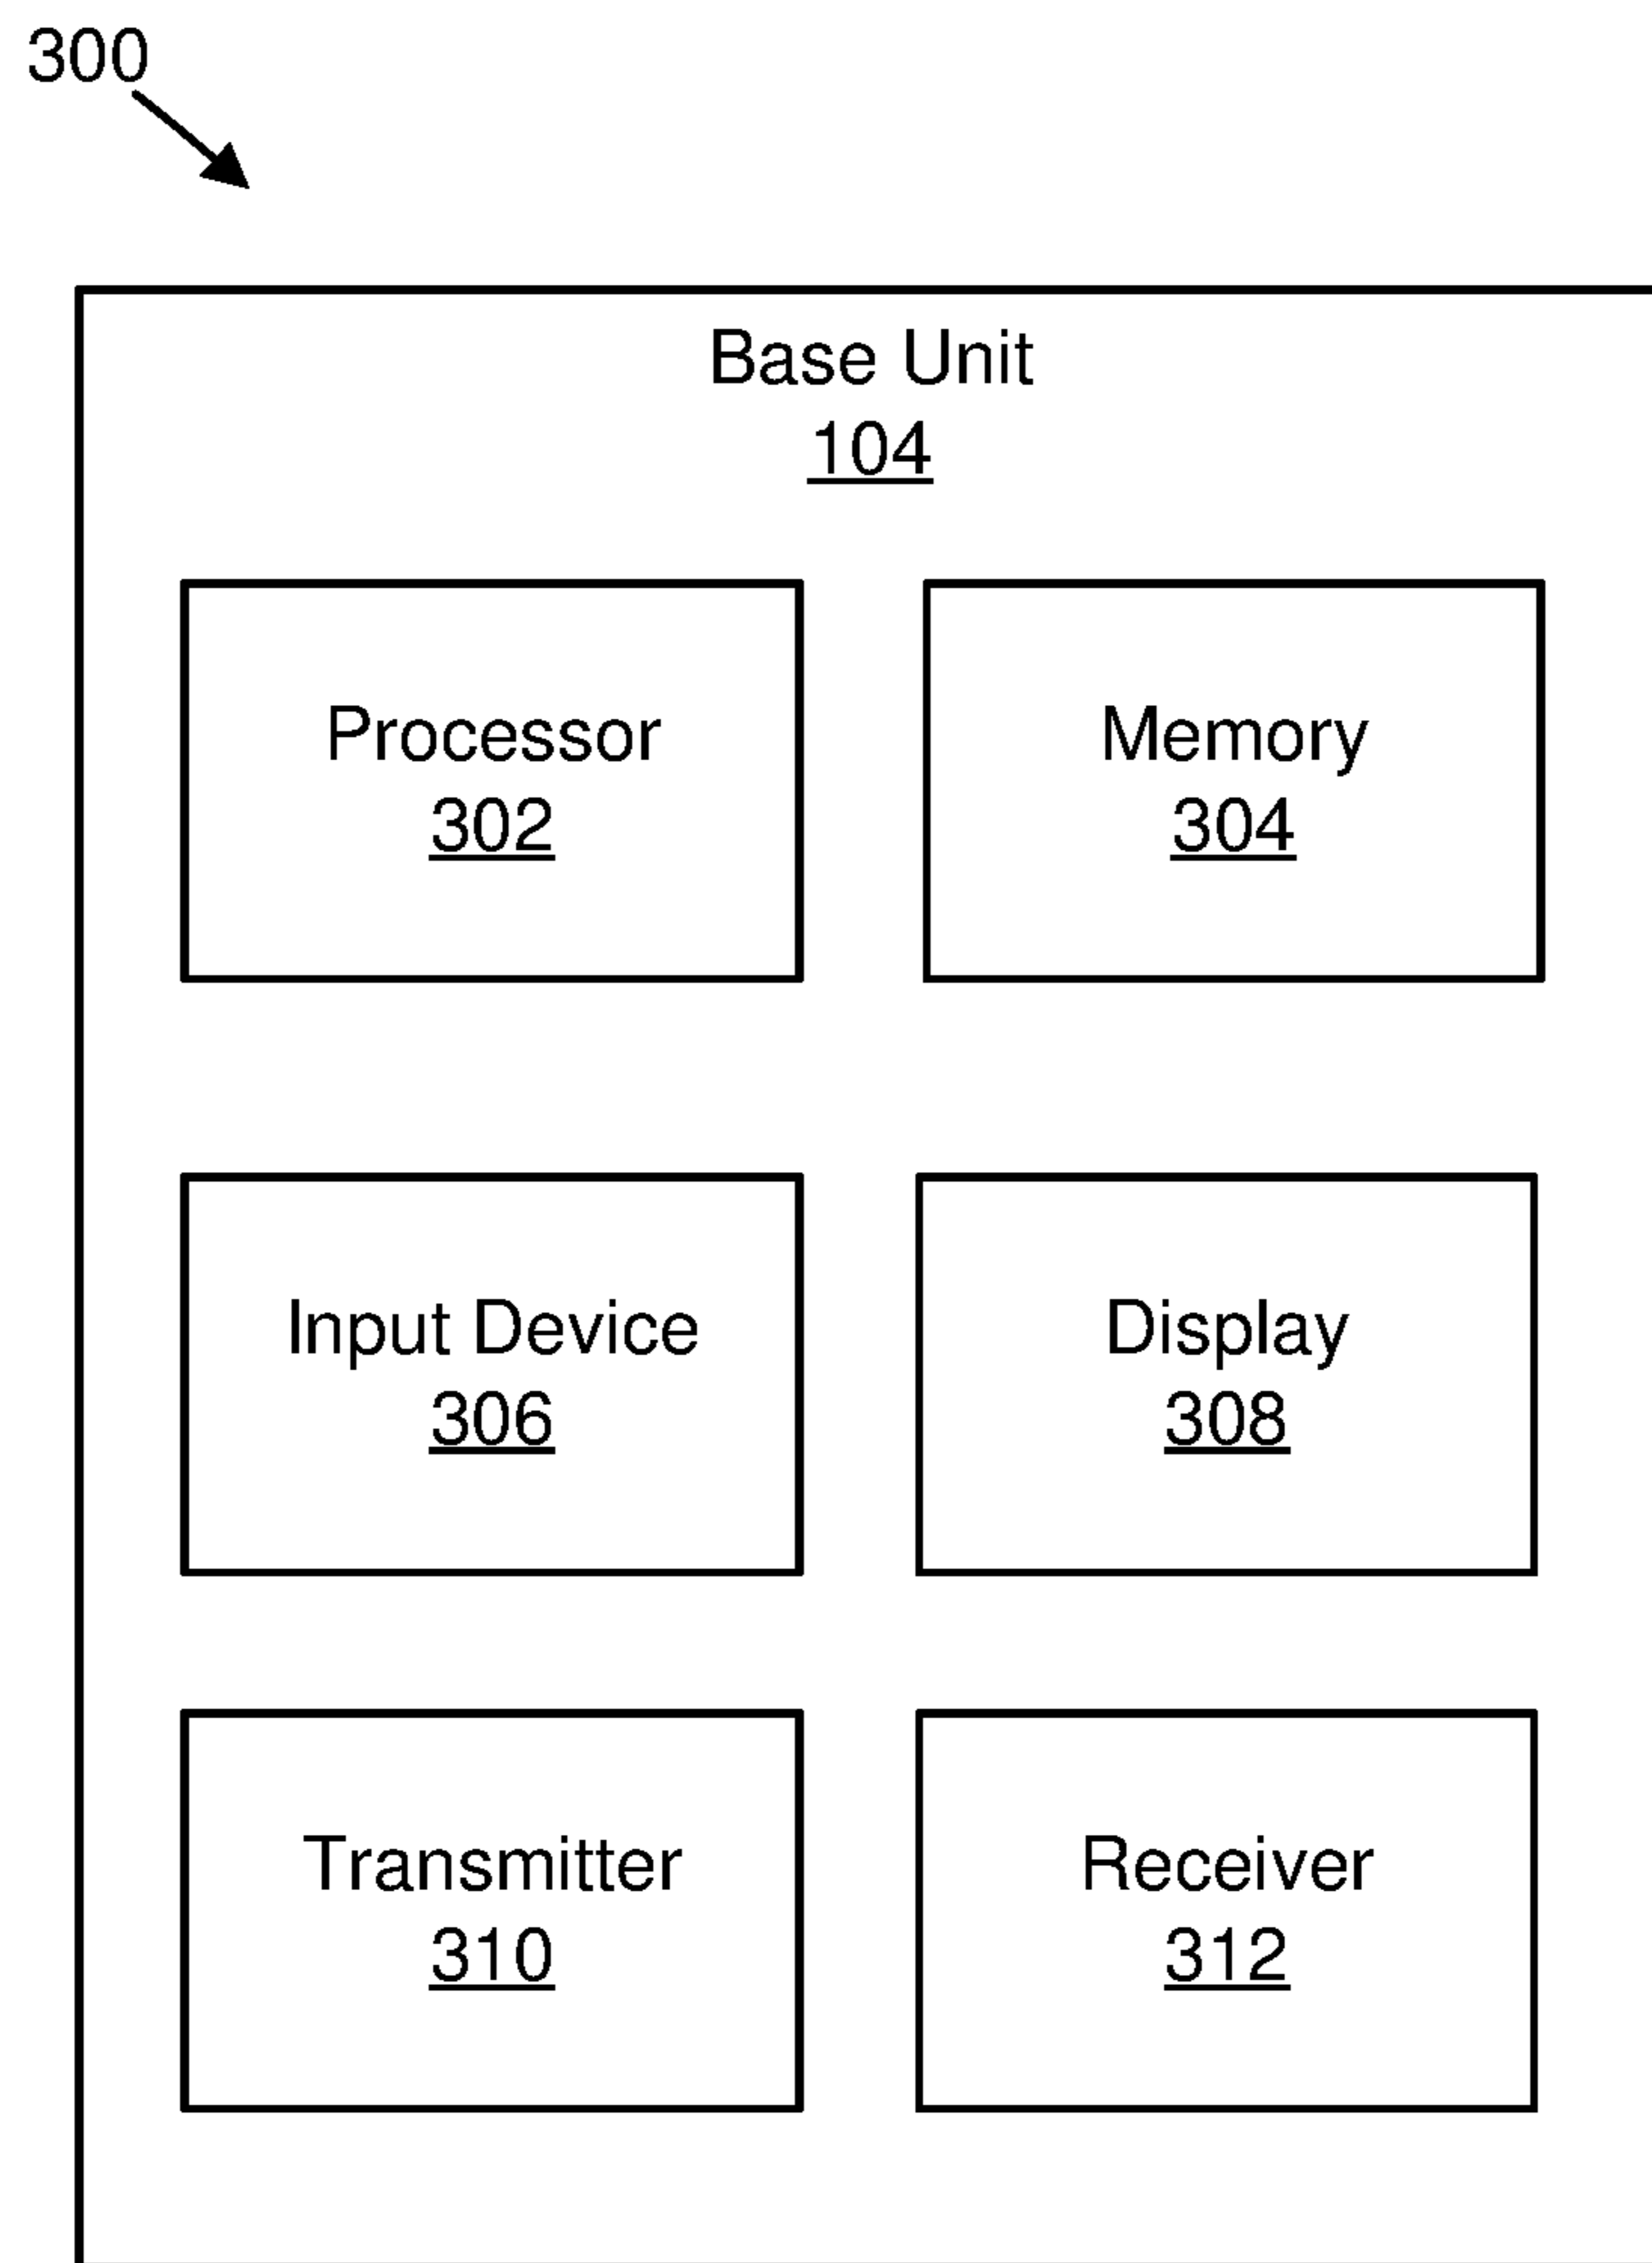 300
Base Unit
104
Processor
302
Memory
304
Input Device
306
Display
308
Transmitter
310
Receiver
312